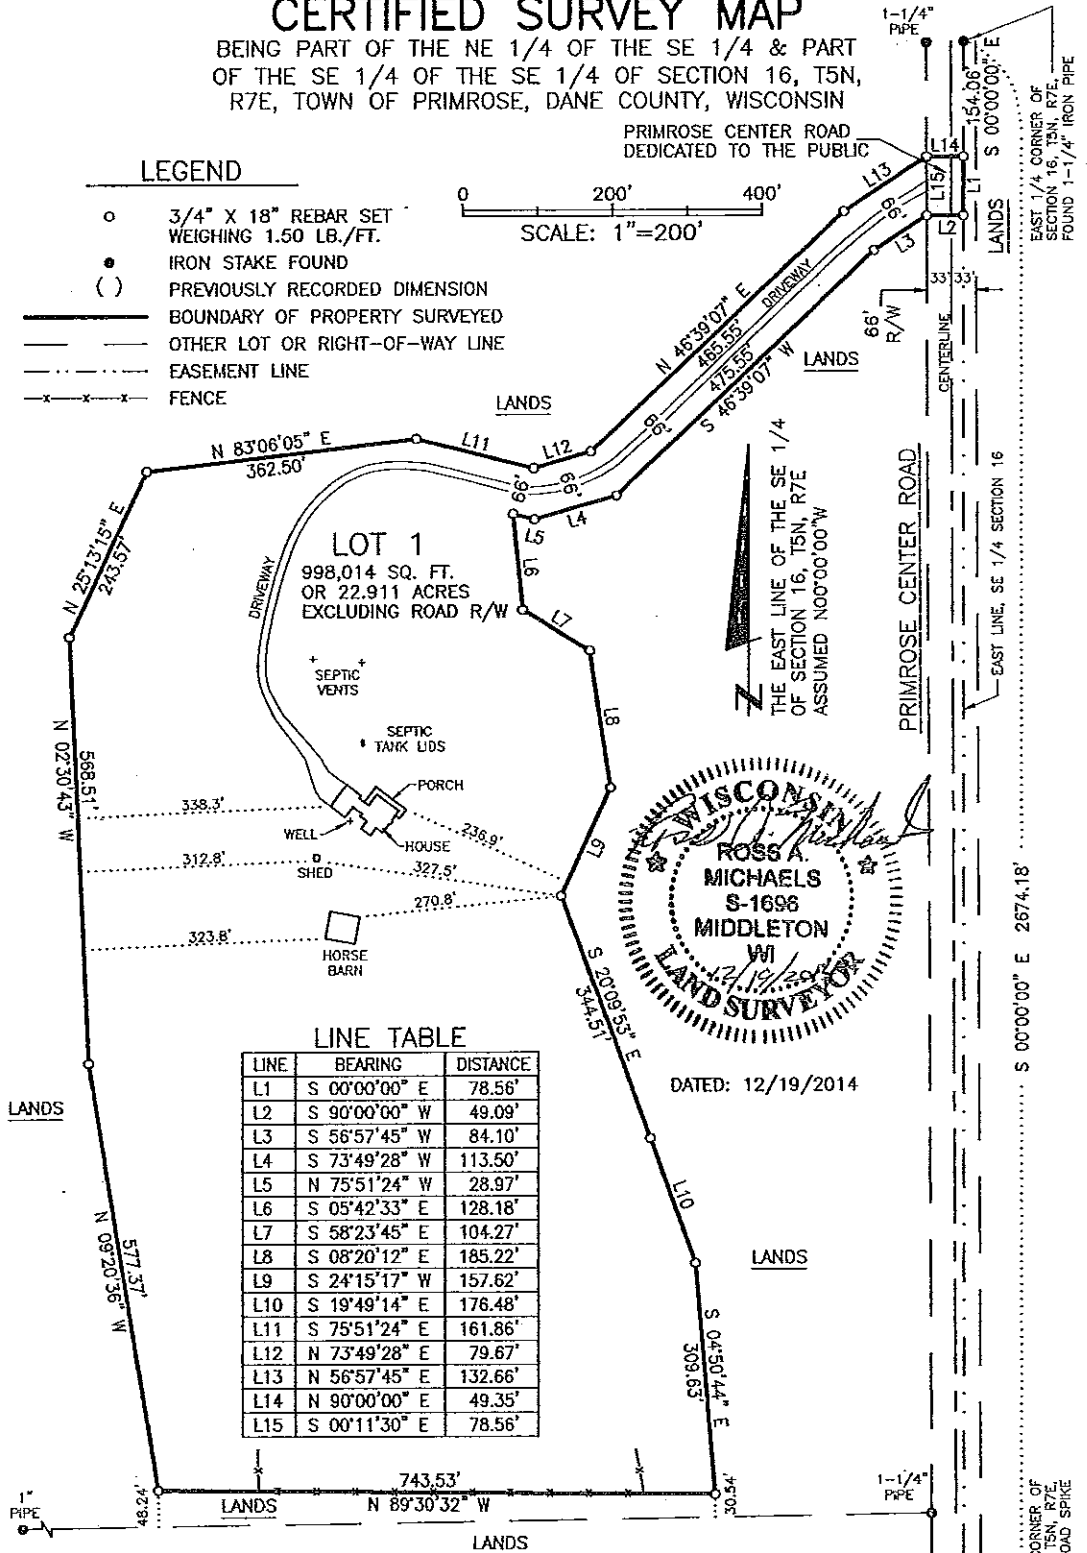 CERTIFIED SURVEY MAP
BEING PART OF THE NE 1/4 OF THE SE 1/4 & PART
OF THE SE 1/4 OF THE SE 1/4 OF SECTION 16, T5N,
R7E, TOWN OF PRIMROSE, DANE COUNTY, WISCONSIN
1-1/4"
PIPE
154.06'
S 00°00'00" E
EAST 1/4 CORNER OF
SECTION 16, T5N, R7E,
FOUND 1-1/4" IRON PIPE
PRIMROSE CENTER ROAD
DEDICATED TO THE PUBLIC
LEGEND
3/4" X 18" REBAR SET
WEIGHING 1.50 LB./FT.
IRON STAKE FOUND
( ) PREVIOUSLY RECORDED DIMENSION
BOUNDARY OF PROPERTY SURVEYED
OTHER LOT OR RIGHT-OF-WAY LINE
EASEMENT LINE
FENCE
0 200' 400'
SCALE: 1"=200'
L13
L14
L15
L1
L2
L3
LANDS
33' 33'
66'
R/W
CENTERLINE
66'
DRIVEWAY
N 46°39'07" E
465.55'
475.55'
S 46°39'07" W
LANDS
LANDS
N 83°06'05" E
362.50'
L11
L12
66'
66'
66'
L4
L5
L6
L7
L8
L9
N 25°13'15" E
243.57'
DRIVEWAY
LOT 1
998,014 SQ. FT.
OR 22.911 ACRES
EXCLUDING ROAD R/W
N
THE EAST LINE OF THE SE 1/4
OF SECTION 16, T5N, R7E
ASSUMED N00°00'00"W
PRIMROSE CENTER ROAD
EAST LINE, SE 1/4 SECTION 16
S 00°00'00" E 2674.18'
SEPTIC
VENTS
SEPTIC
TANK LIDS
PORCH
WELL
HOUSE
SHED
HORSE
BARN
568.51'
N 02°30'43" W
338.3'
236.9'
312.8'
327.5'
270.8'
323.8'
WISCONSIN
ROSS A.
MICHAELS
S-1696
MIDDLETON
WI
LAND SURVEYOR
S 20°09'53" E
344.51'
DATED: 12/19/2014
LINE TABLE
LINE BEARING DISTANCE
L1 S 00°00'00" E 78.56'
L2 S 90°00'00" W 49.09'
L3 S 56°57'45" W 84.10'
L4 S 73°49'28" W 113.50'
L5 N 75°51'24" W 28.97'
L6 S 05°42'33" E 128.18'
L7 S 58°23'45" E 104.27'
L8 S 08°20'12" E 185.22'
L9 S 24°15'17" W 157.62'
L10 S 19°49'14" E 176.48'
L11 S 75°51'24" E 161.86'
L12 N 73°49'28" E 79.67'
L13 N 56°57'45" E 132.66'
L14 N 90°00'00" E 49.35'
L15 S 00°11'30" E 78.56'
LANDS
577.37'
N 09°20'36" W
L10
LANDS
S 04°50'44" E
309.63'
743.53'
N 89°30'32" W
LANDS
LANDS
48.24'
30.54'
1"
PIPE
1-1/4"
PIPE
CORNER OF
T5N, R7E,
OAD SPIKE